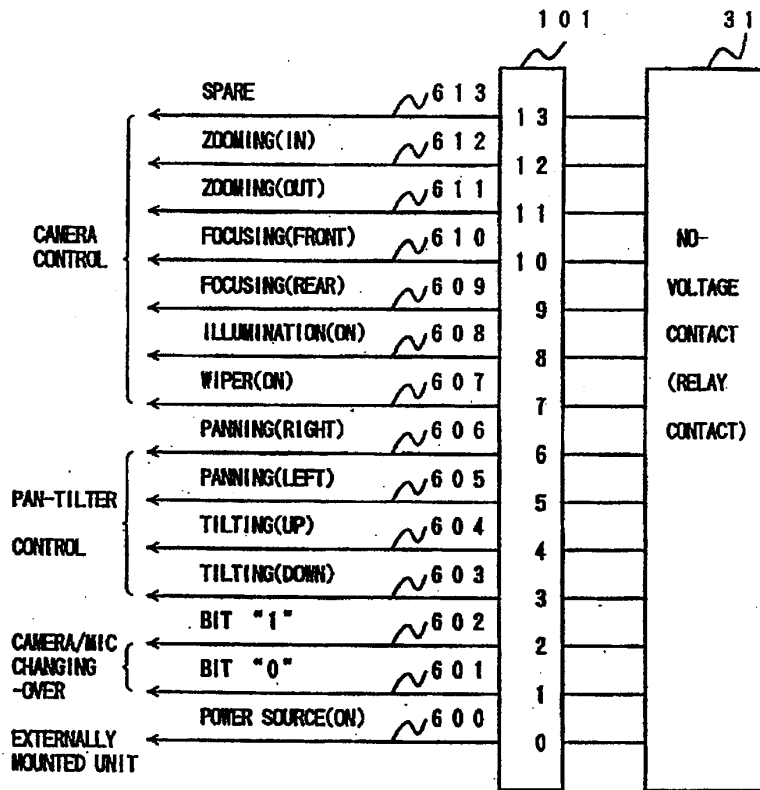 101 31
SPARE 613 13
ZOOMING(IN) 612 12
ZOOMING(OUT) 611 11
CAMERA
CONTROL
FOCUSING(FRONT) 610 10
FOCUSING(REAR) 609 9
ILLUMINATION(ON) 608 8
WIPER(ON) 607 7
NO-
VOLTAGE
CONTACT
(RELAY
CONTACT)
PANNING(RIGHT) 606 6
PANNING(LEFT) 605 5
PAN-TILTER
CONTROL
TILTING(UP) 604 4
TILTING(DOWN) 603 3
BIT "1" 602 2
CAMERA/MIC
CHANGING
-OVER
BIT "0" 601 1
POWER SOURCE(ON) 600 0
EXTERNALLY
MOUNTED UNIT